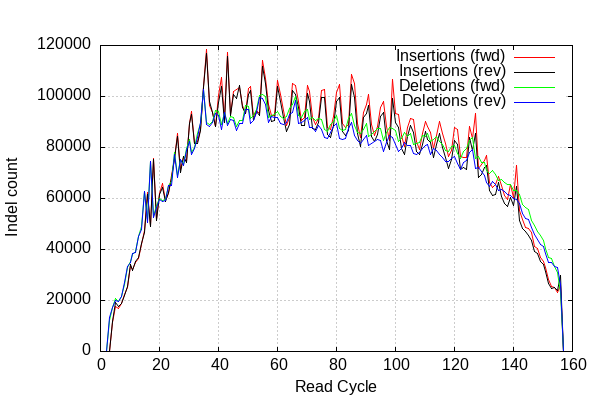 120000
100000
80000
60000
40000
20000
0
Indel count
Insertions (fwd)
Insertions (rev)
Deletions (fwd)
Deletions (rev)
0 20 40 60 80 100 120 140 160
Read Cycle